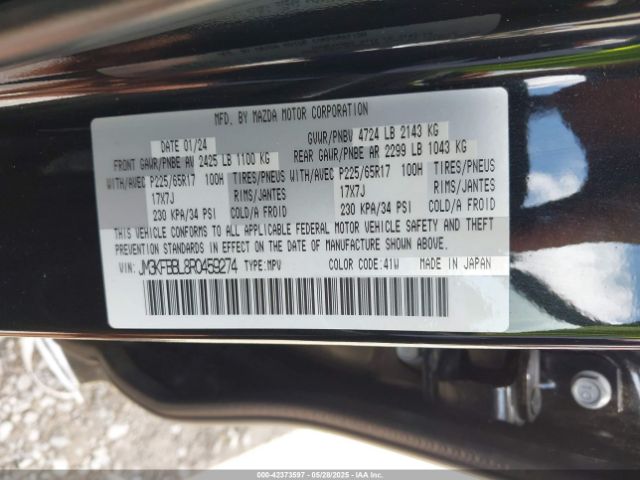 MFD. BY MAZDA MOTOR CORPORATION
DATE 01/24 GVWR/PNBV 4724 LB 2143 KG
FRONT GAWR/PNBE AV 2425 LB 1100 KG REAR GAWR/PNBE AR 2299 LB 1043 KG
WITH/AVEC P225/65R17 100H TIRES/PNEUS WITH/AVEC P225/65R17 100H TIRES/PNEUS
17X7J RIMS/JANTES 17X7J RIMS/JANTES
230 KPA/34 PSI COLD/A FROID 230 KPA/34 PSI COLD/A FROID
THIS VEHICLE CONFORMS TO ALL APPLICABLE FEDERAL MOTOR VEHICLE SAFETY AND THEFT
PREVENTION STANDARDS IN EFFECT ON THE DATE OF MANUFACTURE SHOWN ABOVE.
VIN: JM3KFBBL8R0459274 TYPE: MPV COLOR CODE: 41W MADE IN JAPAN
000-42373597 - 05/28/2025 - IAAI.COM